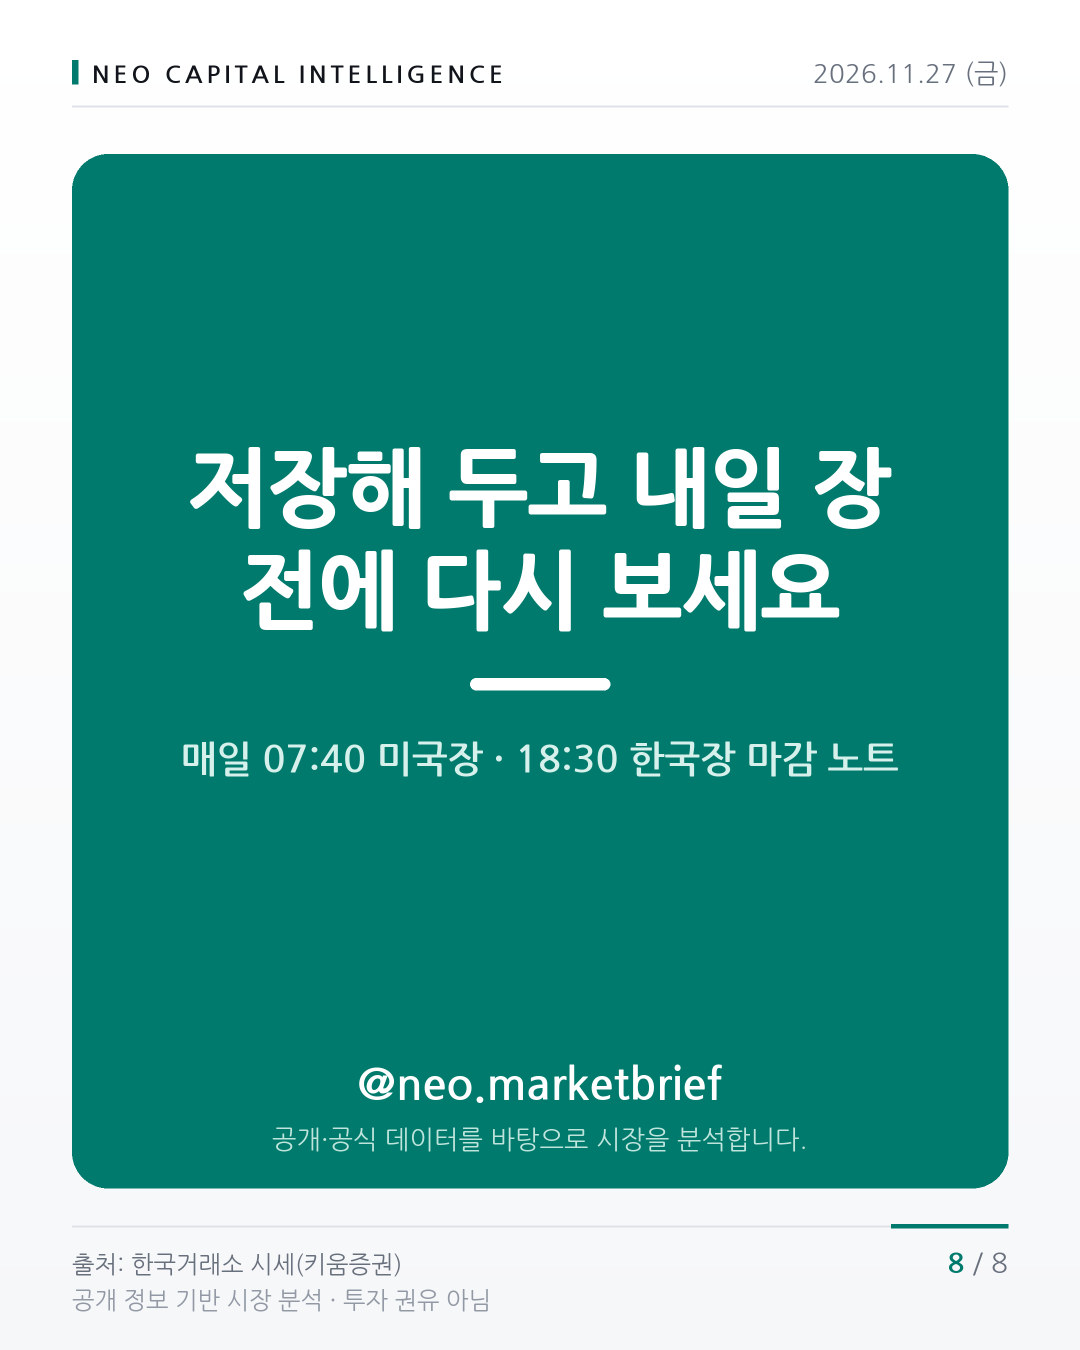 NEO CAPITAL INTELLIGENCE
2026.11.27 (금)
저장해 두고 내일 장
전에 다시 보세요
매일 07:40 미국장 · 18:30 한국장 마감 노트
@neo.marketbrief
공개·공식 데이터를 바탕으로 시장을 분석합니다.
출처: 한국거래소 시세(키움증권)
8 / 8
공개 정보 기반 시장 분석 · 투자 권유 아님